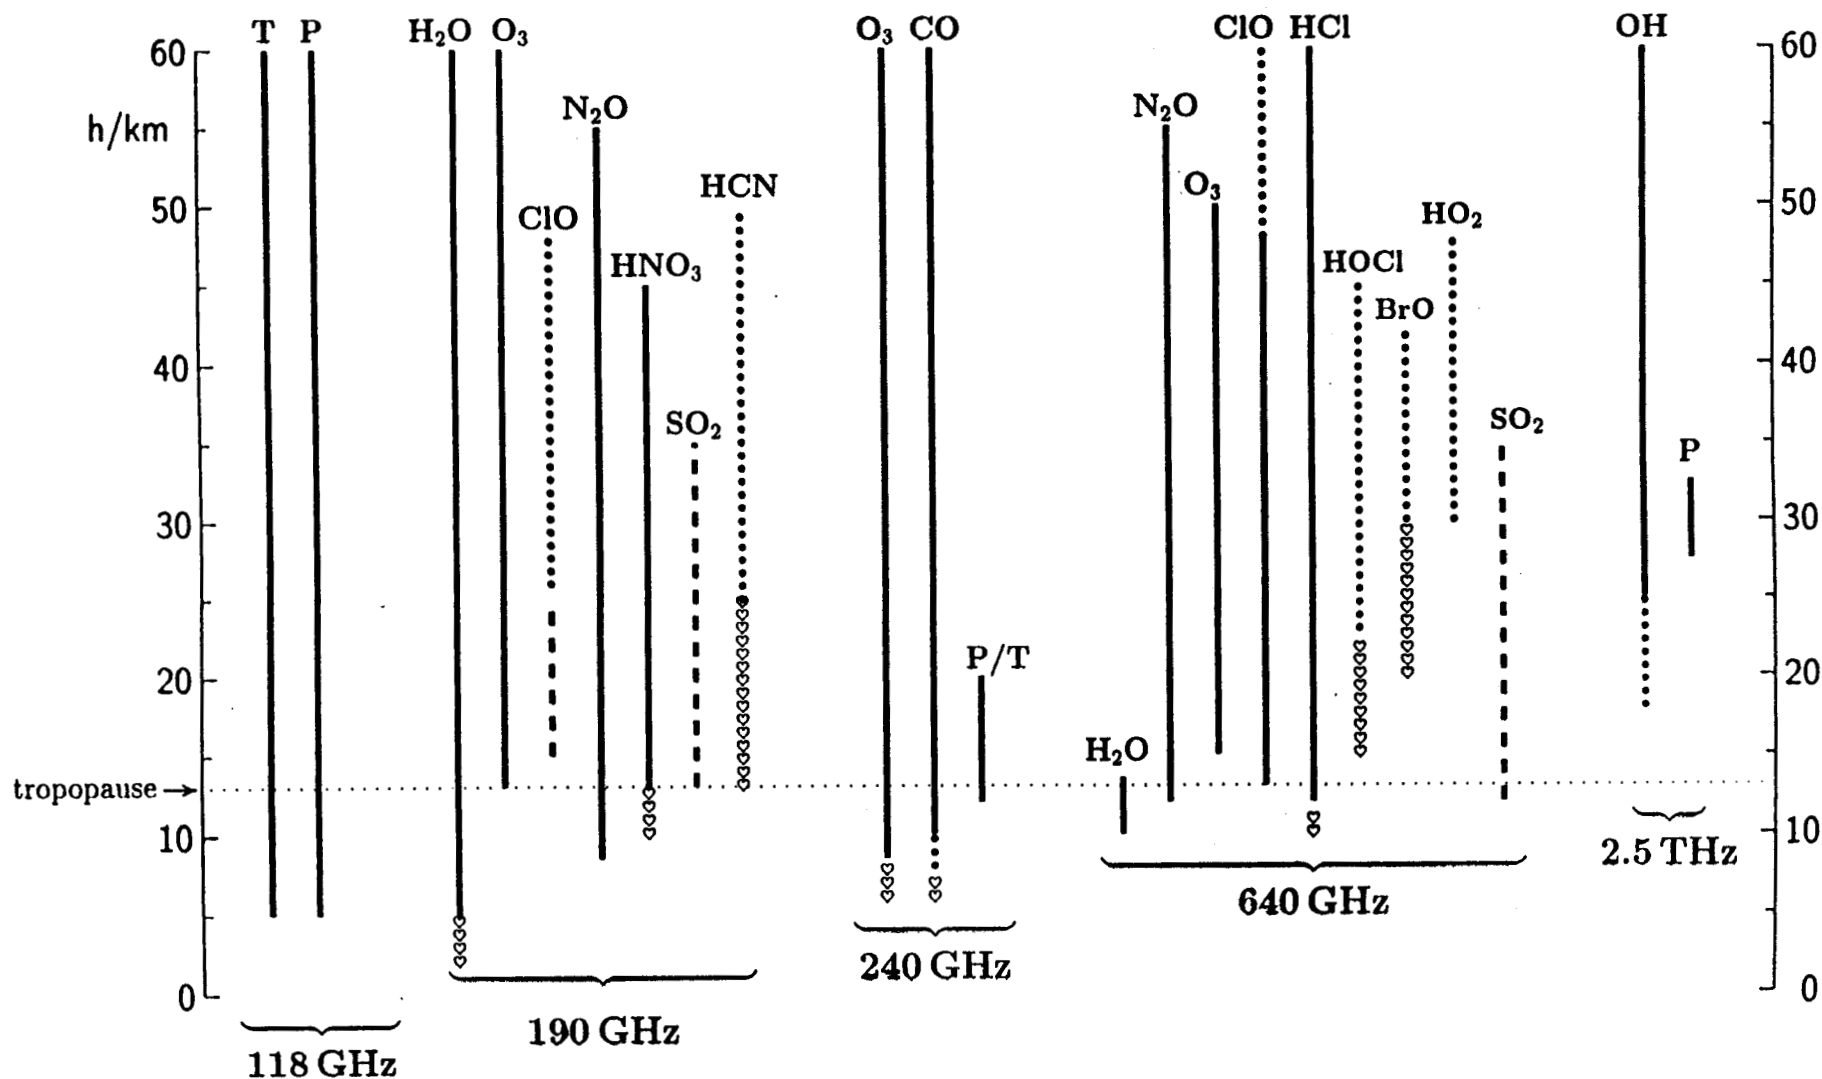 T P H₂O O₃ O₃ CO ClO HCl OH
60 60
N₂O N₂O
h/km
HCN O₃
50 50
ClO HO₂
HNO₃ HOCl
BrO
40 40
SO₂ SO₂
P
30 30
P/T
20 20
H₂O
tropopause
10 10
2.5 THz
640 GHz
240 GHz
0 0
190 GHz
118 GHz